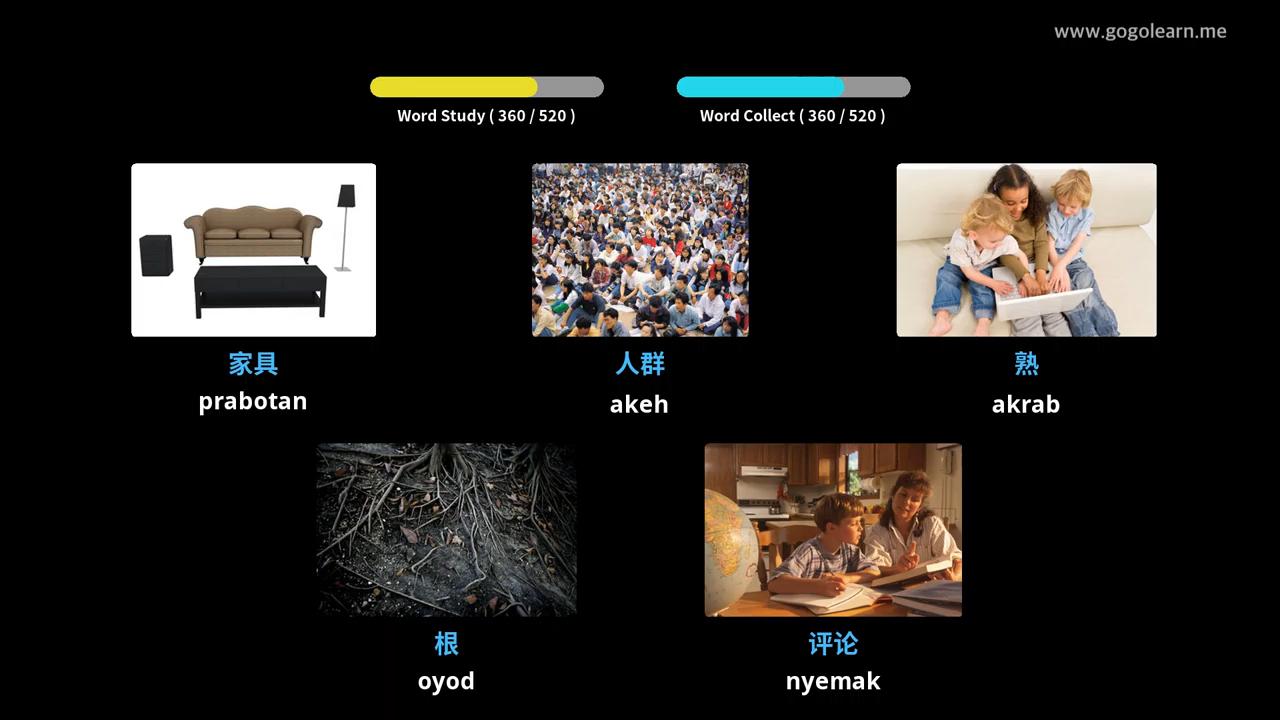 www.gogolearn.me
Word Study ( 360 / 520 )
Word Collect ( 360 / 520 )
家具
prabotan
人群
akeh
熟
akrab
根
oyod
评论
nyemak